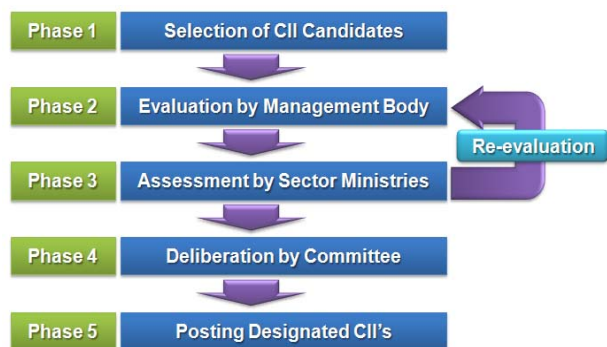 Phase 1 Selection of CII Candidates
Phase 2 Evaluation by Management Body
Re-evaluation
Phase 3 Assessment by Sector Ministries
Phase 4 Deliberation by Committee
Phase 5 Posting Designated CII's